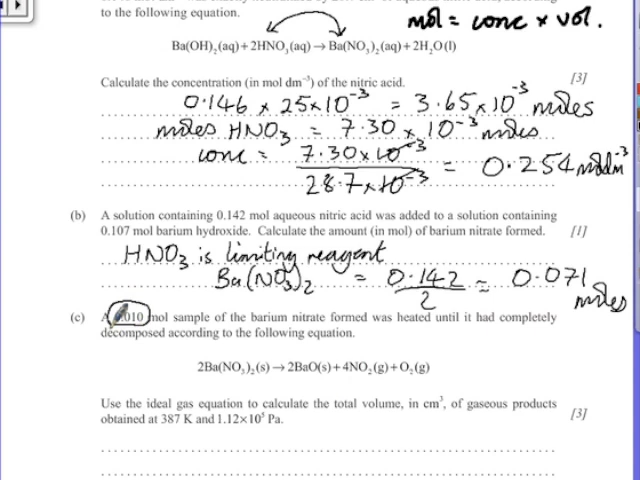 to the following equation.
mol = conc × vol.
Ba(OH)₂(aq) + 2HNO₃(aq) → Ba(NO₃)₂(aq) + 2H₂O(l)
Calculate the concentration (in mol dm⁻³) of the nitric acid.
[3]
0.146 × 25×10⁻³ = 3.65×10⁻³ moles
moles HNO₃ = 7.30 × 10⁻³ moles
conc = 7.30×10⁻³ / 28.7×10⁻³ = 0.254 moldm⁻³
(b) A solution containing 0.142 mol aqueous nitric acid was added to a solution containing
0.107 mol barium hydroxide. Calculate the amount (in mol) of barium nitrate formed. [1]
HNO₃ is limiting reagent
Ba(NO₃)₂ = 0.142 / 2 = 0.071
moles
(c) A 0.010 mol sample of the barium nitrate formed was heated until it had completely
decomposed according to the following equation.
2Ba(NO₃)₂(s) → 2BaO(s) + 4NO₂(g) + O₂(g)
Use the ideal gas equation to calculate the total volume, in cm³, of gaseous products
obtained at 387 K and 1.12×10⁵ Pa. [3]